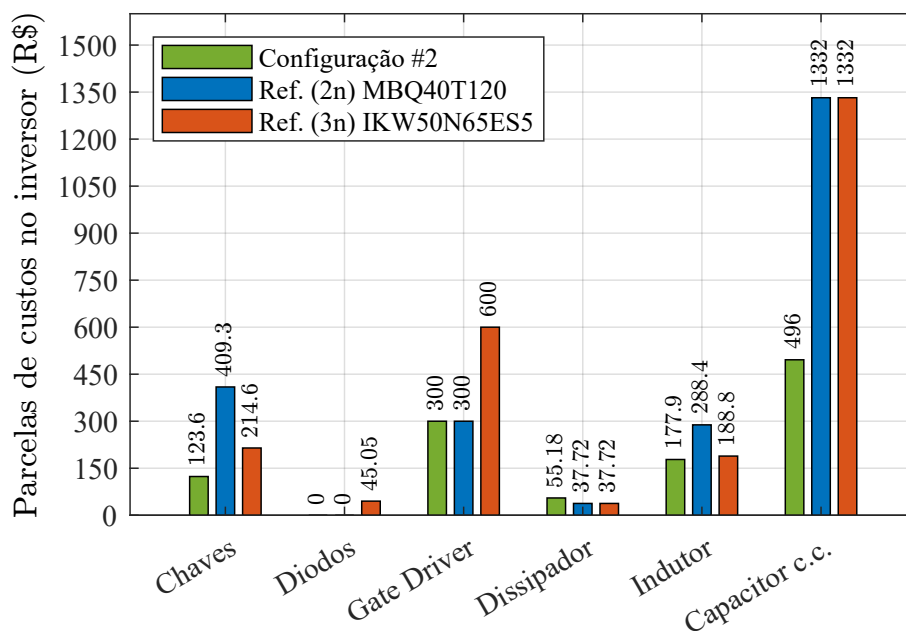 Parcelas de custos no inversor (R$)
1500
1350
1200
1050
900
750
600
450
300
150
0
Configuração #2
Ref. (2n) MBQ40T120
Ref. (3n) IKW50N65ES5
123.6
409.3
214.6
0
0
45.05
300
300
600
55.18
37.72
37.72
177.9
288.4
188.8
496
1332
1332
Chaves
Diodos
Gate Driver
Dissipador
Indutor
Capacitor c.c.